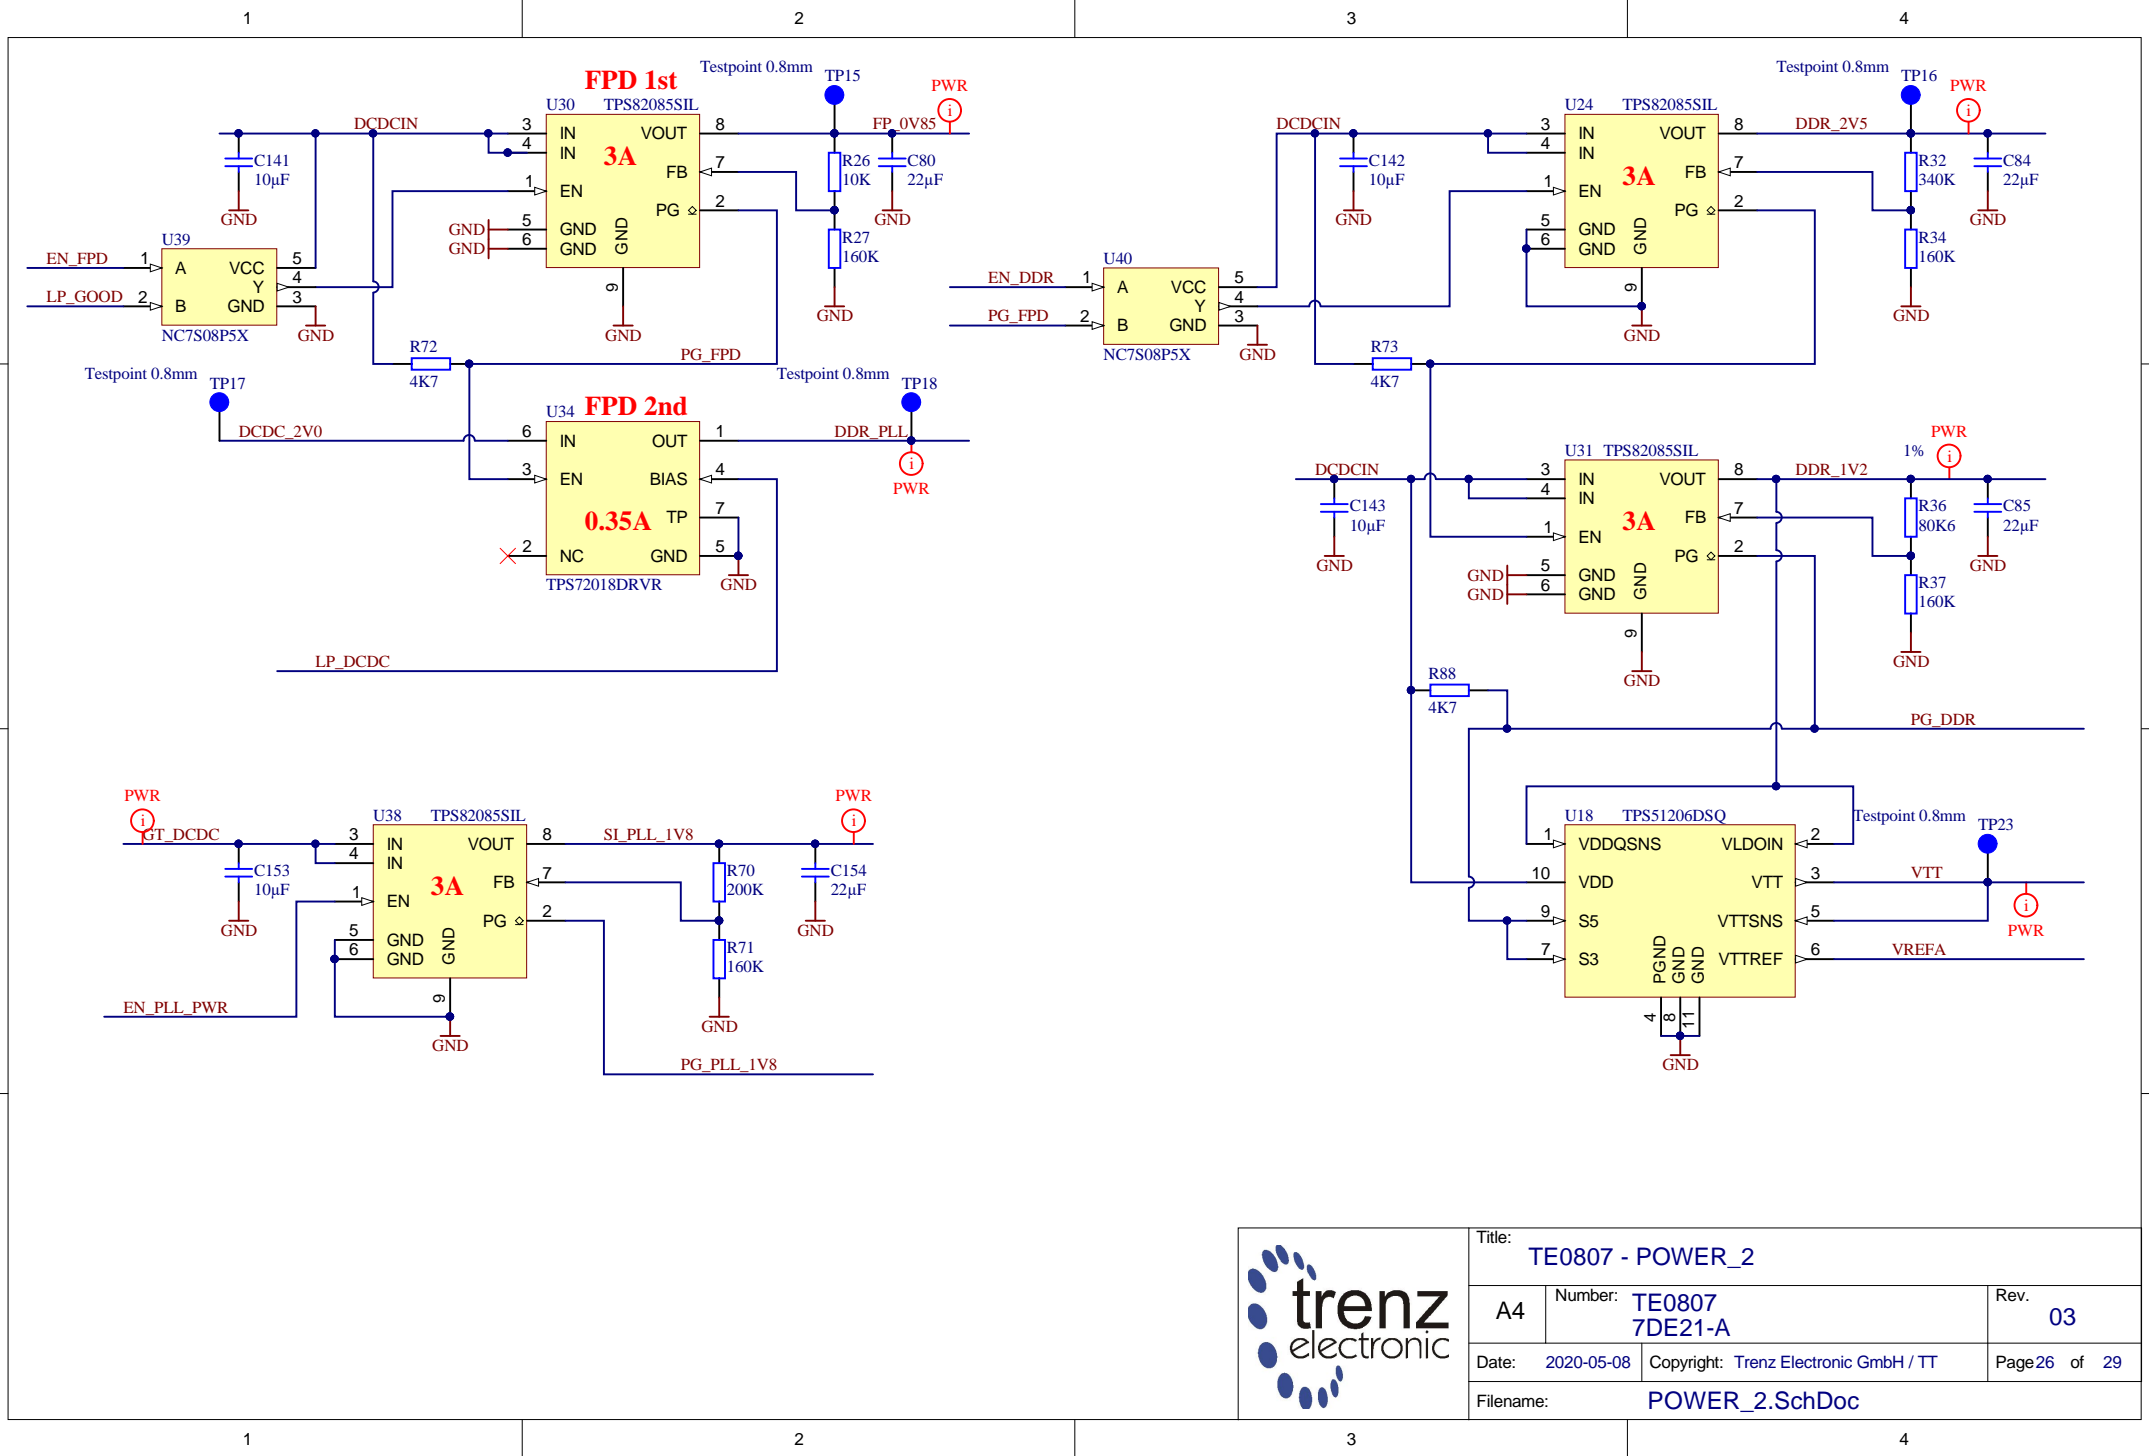 1
2
3
4
FPD 1st
Testpoint 0.8mm
TP15
PWR
U30
TPS82085SIL
DCDCIN
3
IN
VOUT
8
FP_0V85
4
IN
3A
C141
10µF
GND
7
FB
R26
10K
C80
22µF
GND
1
EN
PG
2
5
GND
GND
6
GND
GND
GND
9
GND
R27
160K
GND
U39
EN_FPD
1
A
VCC
5
Y
4
LP_GOOD
2
B
GND
3
NC7S08P5X
GND
R72
4K7
PG_FPD
Testpoint 0.8mm
TP17
Testpoint 0.8mm
TP18
U34
FPD 2nd
DCDC_2V0
6
IN
OUT
1
DDR_PLL
PWR
3
EN
BIAS
4
0.35A
TP
7
2
NC
GND
5
TPS72018DRVR
GND
LP_DCDC
PWR
GT_DCDC
U38
TPS82085SIL
3
IN
VOUT
8
SI_PLL_1V8
PWR
4
IN
C153
10µF
GND
3A
FB
7
R70
200K
C154
22µF
GND
1
EN
PG
2
5
GND
6
GND
GND
9
GND
R71
160K
GND
EN_PLL_PWR
PG_PLL_1V8
Testpoint 0.8mm
TP16
PWR
U24
TPS82085SIL
DCDCIN
3
IN
VOUT
8
DDR_2V5
4
IN
C142
10µF
GND
3A
FB
7
R32
340K
C84
22µF
GND
1
EN
PG
2
5
GND
6
GND
GND
9
GND
R34
160K
GND
U40
EN_DDR
1
A
VCC
5
Y
4
PG_FPD
2
B
GND
3
NC7S08P5X
GND
R73
4K7
U31
TPS82085SIL
1%
PWR
DCDCIN
3
IN
VOUT
8
DDR_1V2
4
IN
C143
10µF
GND
3A
FB
7
R36
80K6
C85
22µF
GND
1
EN
PG
2
GND
5
GND
GND
6
GND
GND
9
GND
R37
160K
GND
R88
4K7
PG_DDR
U18
TPS51206DSQ
Testpoint 0.8mm
TP23
1
VDDQSNS
VLDOIN
2
10
VDD
VTT
3
VTT
9
S5
VTTSNS
5
PWR
7
S3
VTTREF
6
VREFA
PGND
GND
GND
4
8
11
GND
trenz
electronic
Title:
TE0807 - POWER_2
A4
Number:
TE0807
7DE21-A
Rev.
03
Date: 2020-05-08
Copyright: Trenz Electronic GmbH / TT
Page 26 of 29
Filename: POWER_2.SchDoc
1
2
3
4